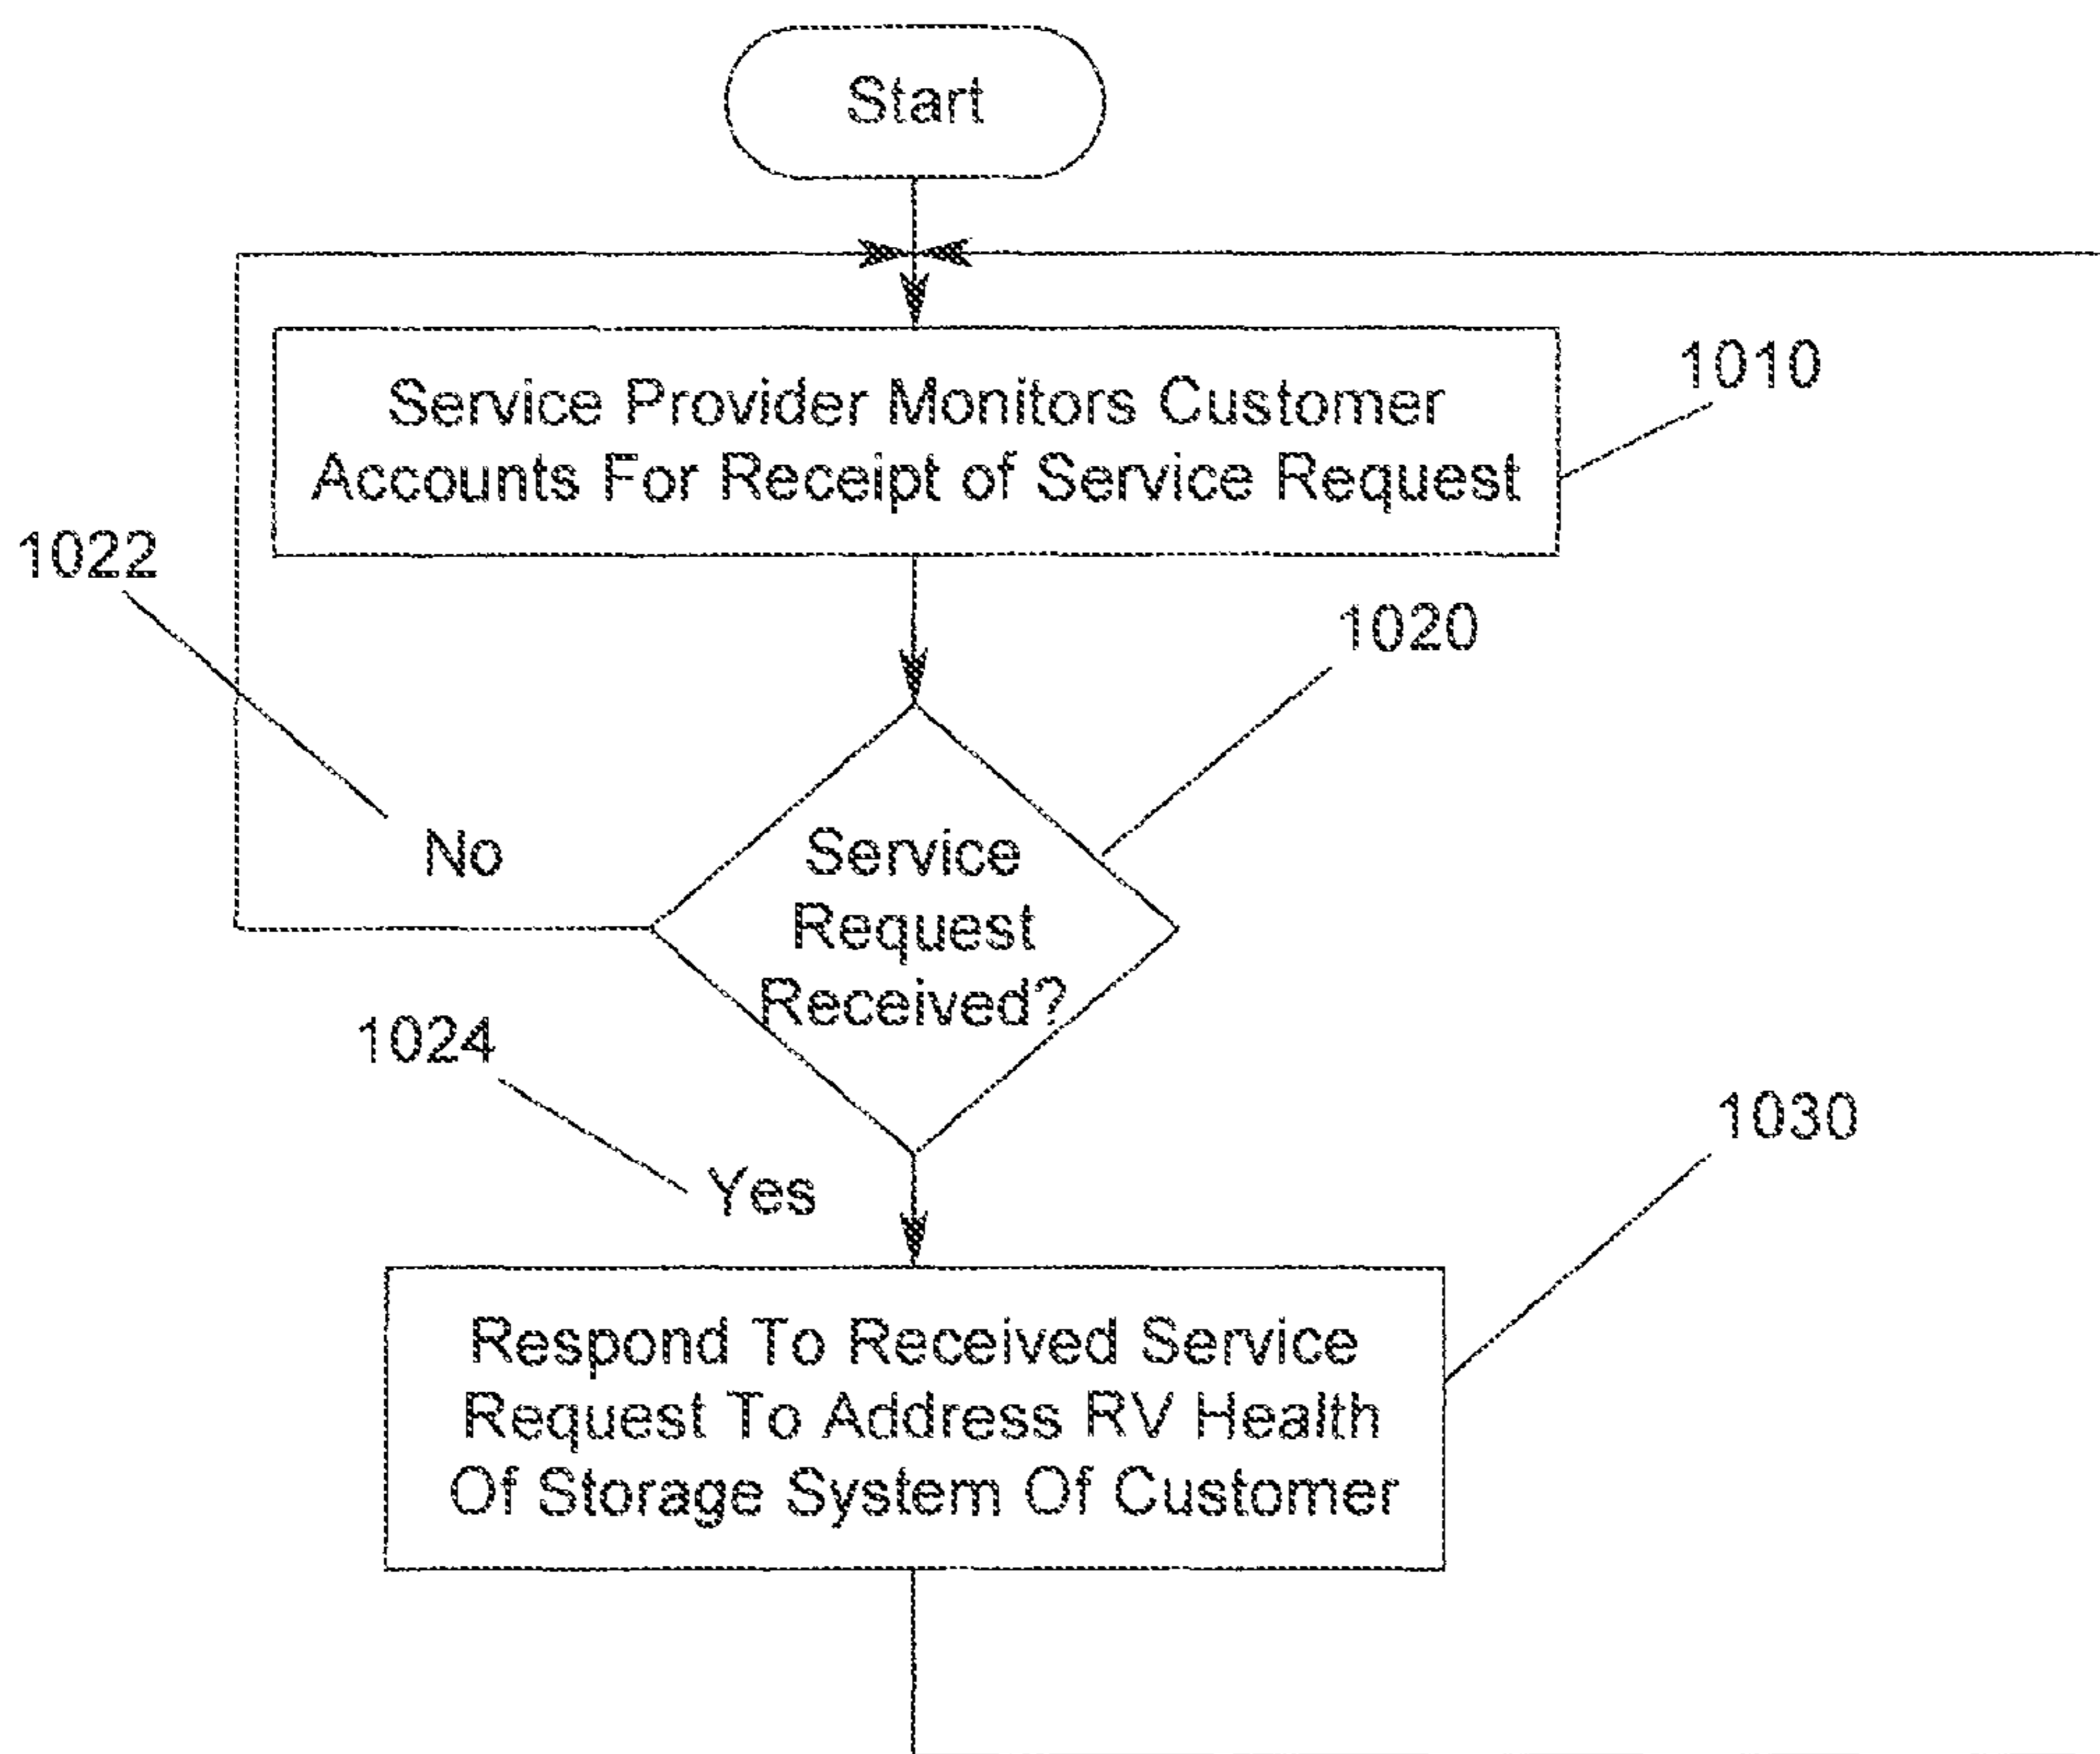 Start
Service Provider Monitors Customer
Accounts For Receipt of Service Request
1010
1022
1020
No
Service
Request
Received?
1024
Yes
1030
Respond To Received Service
Request To Address RV Health
Of Storage System Of Customer